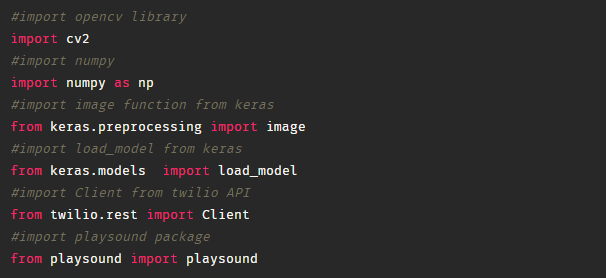 #import opencv library
import cv2
#import numpy
import numpy as np
#import image function from keras
from keras.preprocessing import image
#import load_model from keras
from keras.models  import load_model
#import Client from twilio API
from twilio.rest import Client
#import playsound package
from playsound import playsound